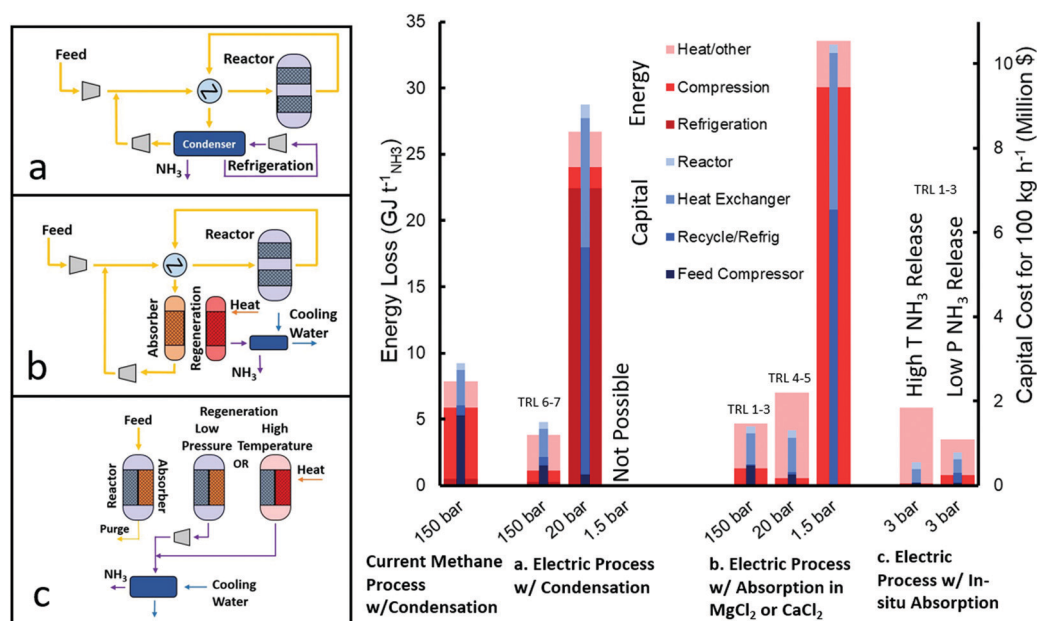 Feed
Reactor
Condenser
NH3
Refrigeration
a
Feed
Reactor
Absorber
Regeneration
Heat
Cooling
Water
NH3
b
Regeneration
Feed
Low
High
Pressure
Temperature
OR
Reactor
Absorber
Heat
Purge
NH3
Cooling
Water
c
35
30
25
20
15
10
5
0
Energy Loss (GJ t⁻¹NH3)
Heat/other
Compression
Refrigeration
Reactor
Heat Exchanger
Recycle/Refrig
Feed Compressor
Energy
Capital
TRL 6-7
Not Possible
TRL 1-3
TRL 4-5
TRL 1-3
High T NH3 Release
Low P NH3 Release
10
8
6
4
2
0
Capital Cost for 100 kg h⁻¹ (Million $)
150 bar
150 bar
20 bar
1.5 bar
150 bar
20 bar
1.5 bar
3 bar
3 bar
Current Methane
Process
w/Condensation
a. Electric Process
w/ Condensation
b. Electric Process
w/ Absorption in
MgCl2 or CaCl2
c. Electric
Process w/ In-
situ Absorption